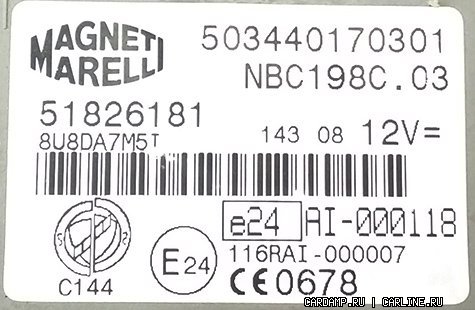 MAGNETI
MARELLI
503440170301
NBC198C.03
51826181
8U8DA7M5T
143 08 12V=
e24 AI-000118
116RAI-000007
E24
C144
CE0678
CARDAMP.RU | CARLINE.RU